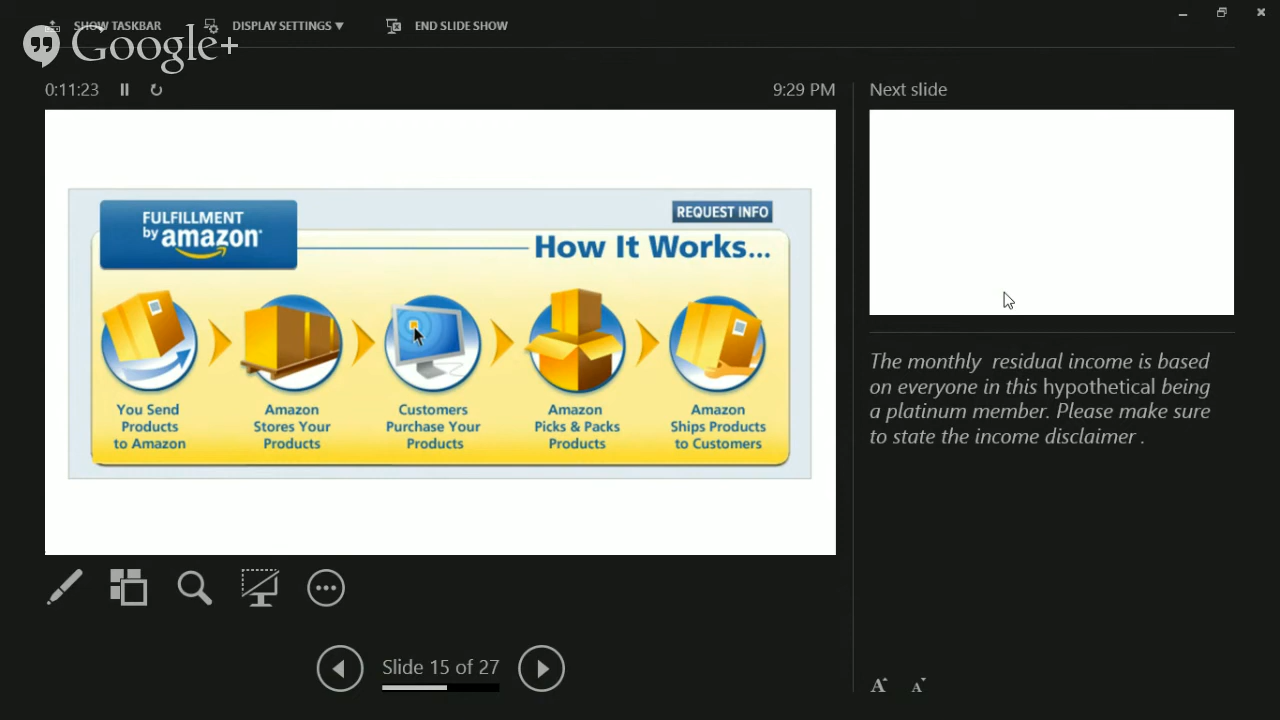 SHOW TASKBAR
DISPLAY SETTINGS ▼
END SLIDE SHOW
Google+
0:11:23
9:29 PM
Next slide
FULFILLMENT
by amazon
REQUEST INFO
How It Works...
You Send
Products
to Amazon
Amazon
Stores Your
Products
Customers
Purchase Your
Products
Amazon
Picks & Packs
Products
Amazon
Ships Products
to Customers
The monthly residual income is based
on everyone in this hypothetical being
a platinum member. Please make sure
to state the income disclaimer .
Slide 15 of 27
A A